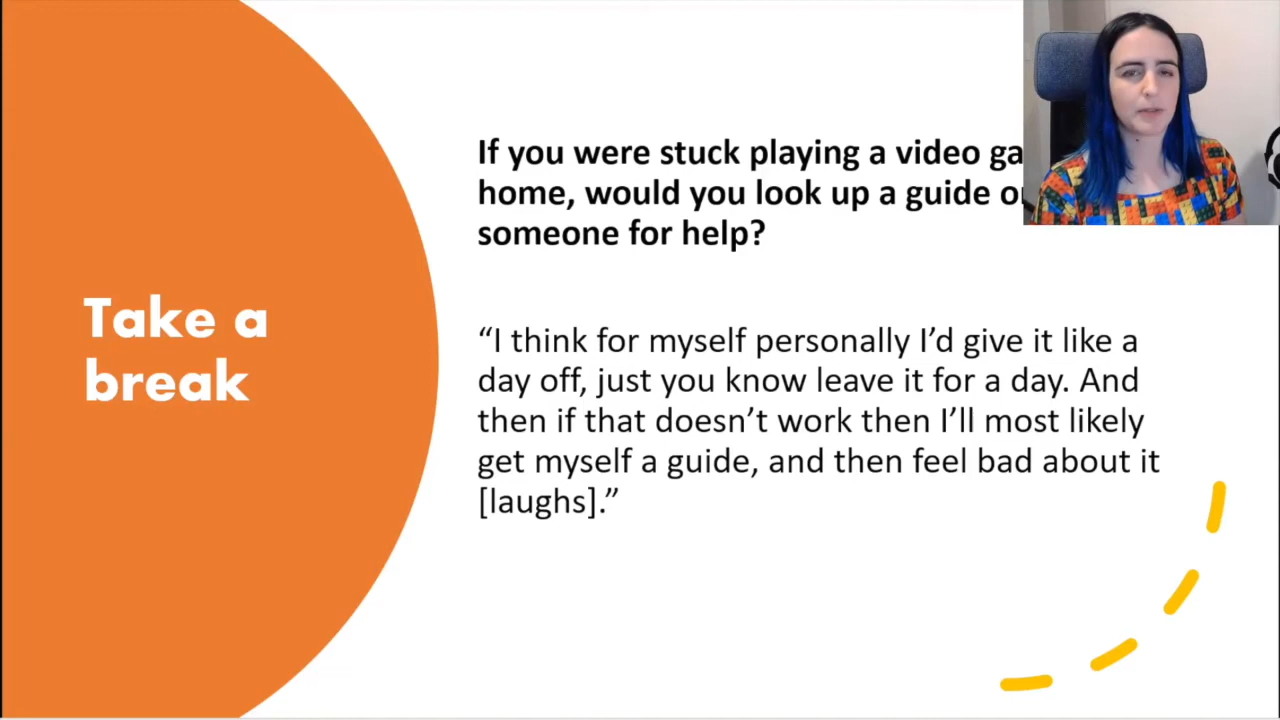 Take a
break
If you were stuck playing a video
home, would you look up a guide
someone for help?
“I think for myself personally I’d give it like a
day off, just you know leave it for a day. And
then if that doesn’t work then I’ll most likely
get myself a guide, and then feel bad about it
[laughs].”